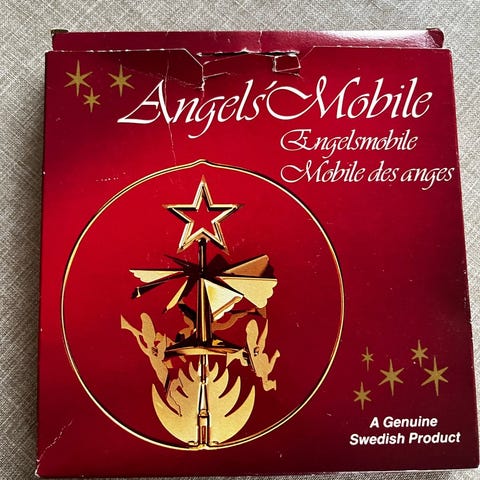 Angels' Mobile
Engelsmobile
Mobile des anges
A Genuine
Swedish Product